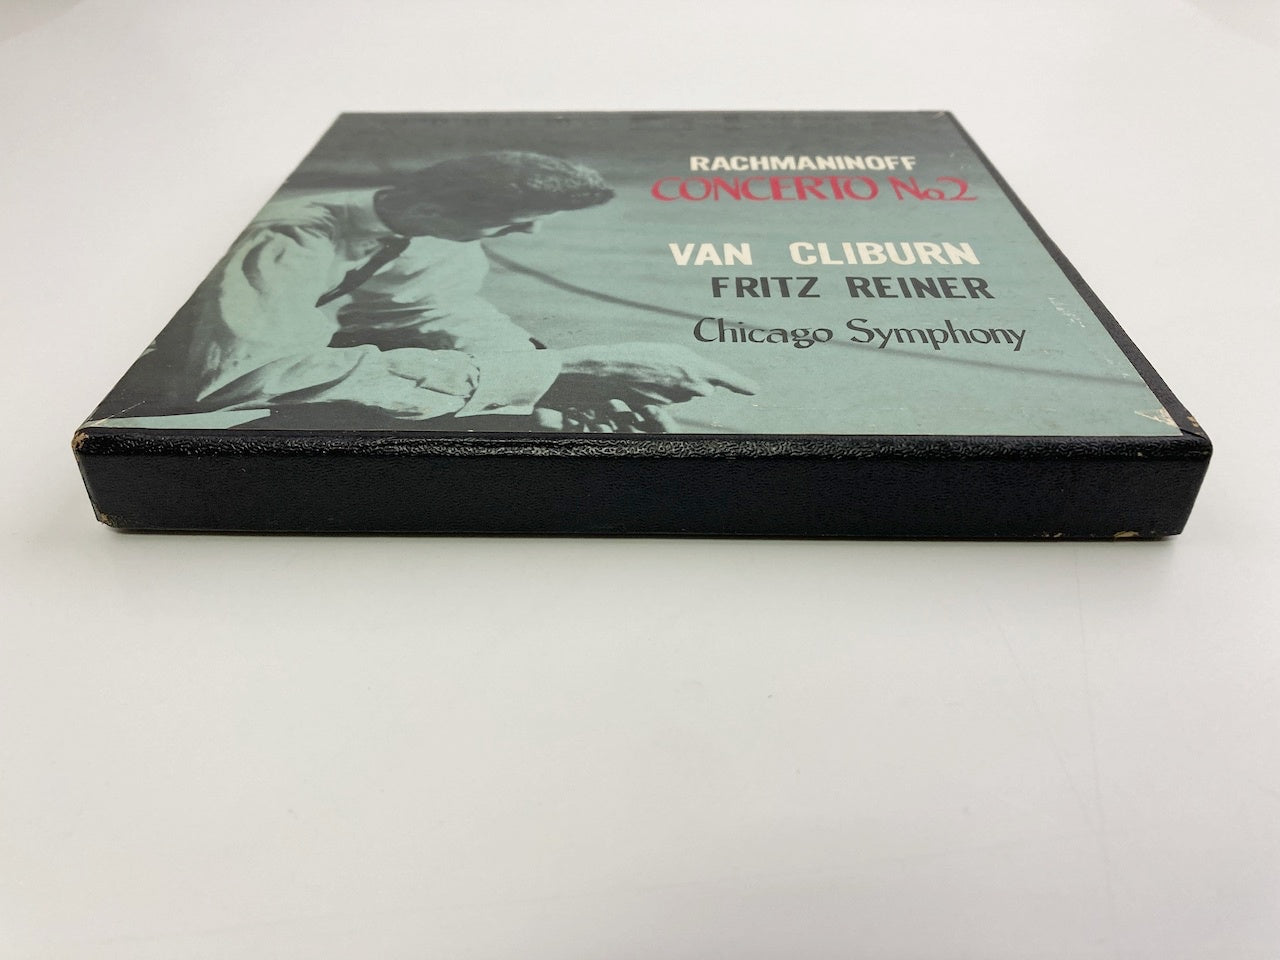 RACHMANINOFF
CONCERTO No.2
VAN CLIBURN
FRITZ REINER
Chicago Symphony